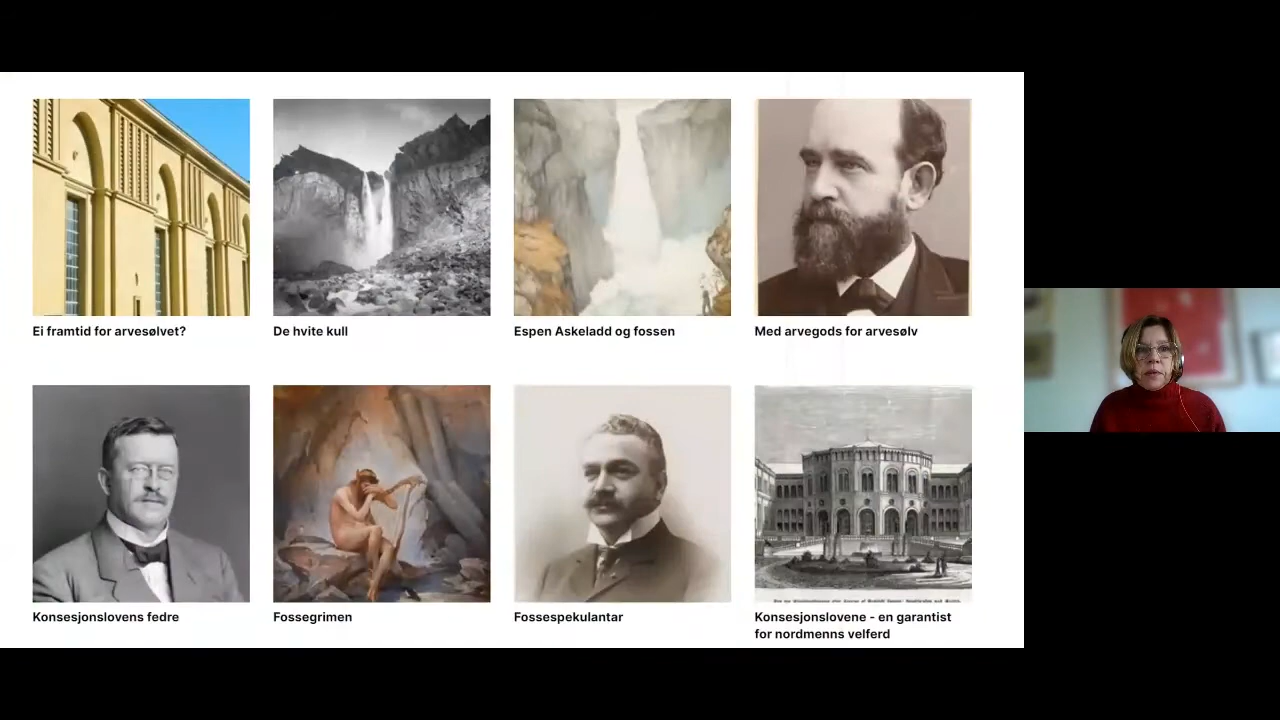 Ei framtid for arvesølvet?
De hvite kull
Espen Askeladd og fossen
Med arvegods for arvesølv
Konsesjonslovens fedre
Fossegrimen
Fossespekulantar
Konsesjonslovene - en garantist
for nordmenns velferd